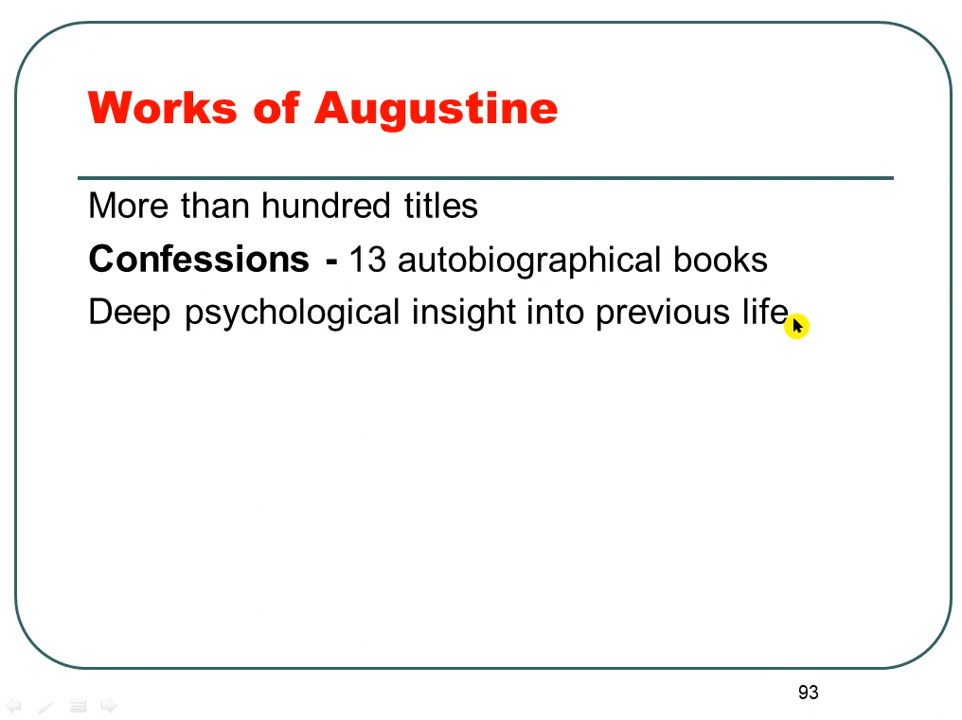 Works of Augustine
More than hundred titles
Confessions - 13 autobiographical books
Deep psychological insight into previous life
93